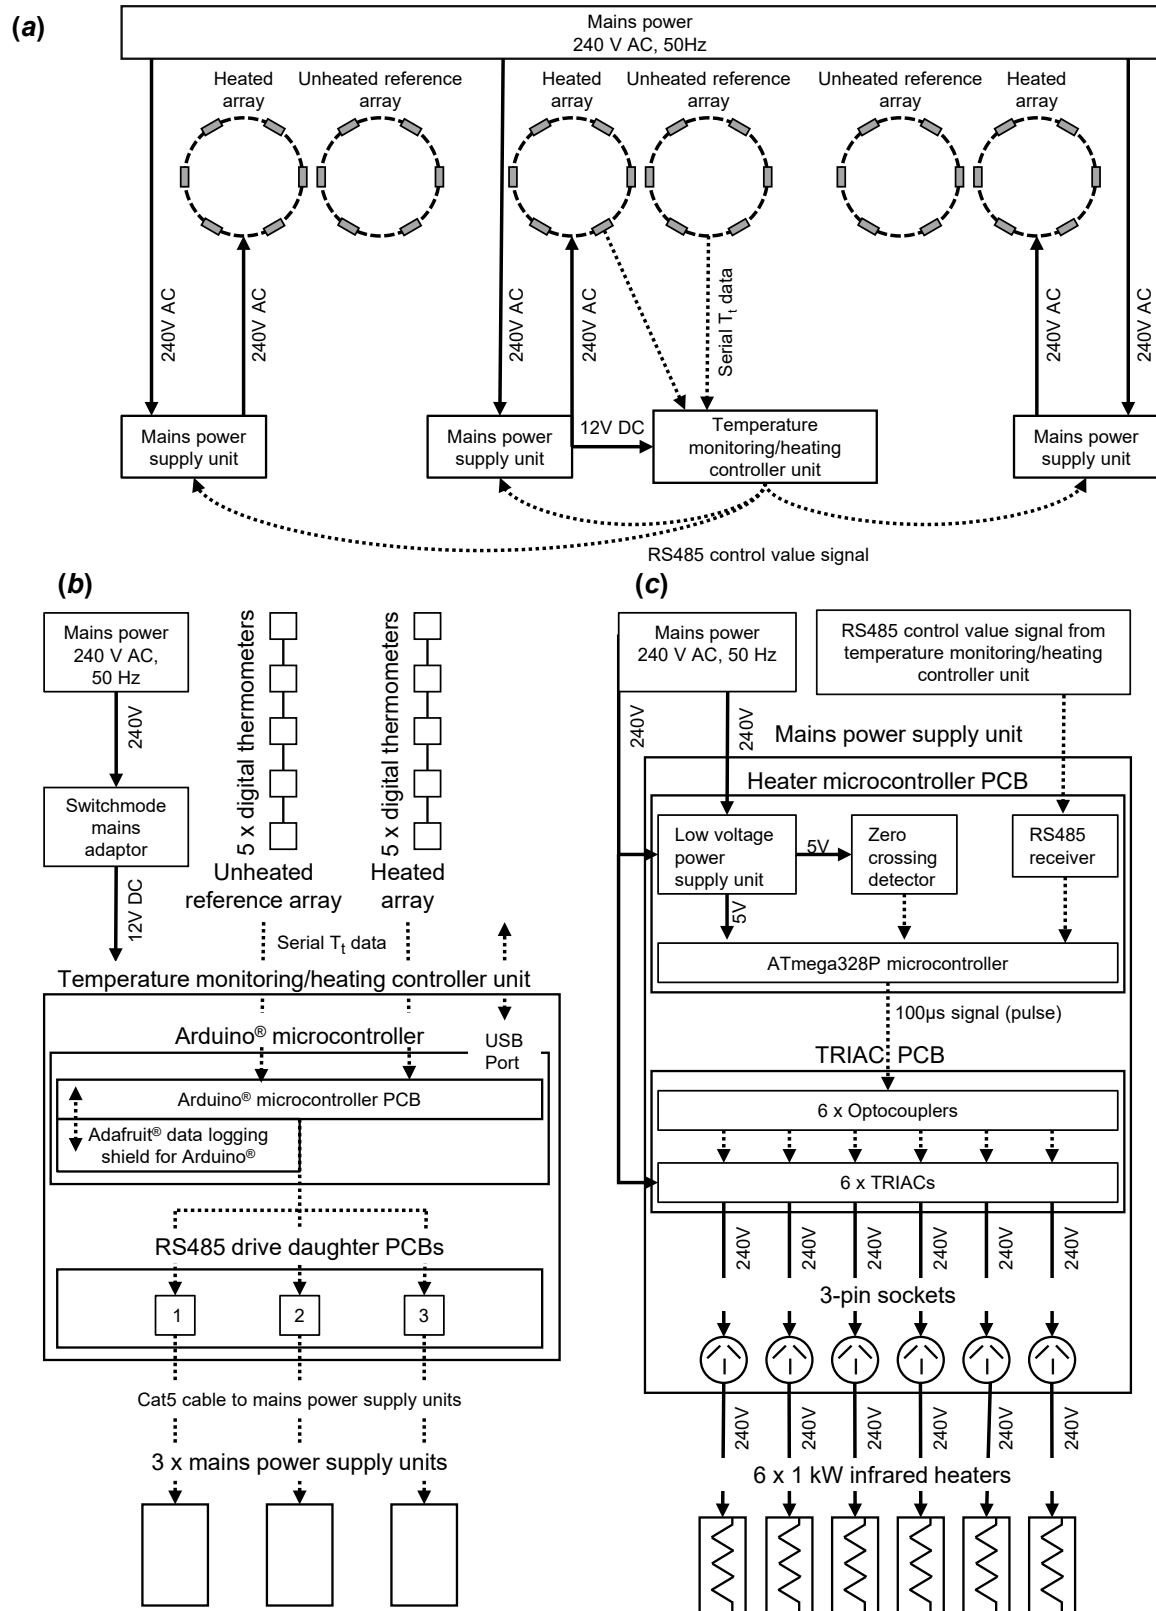 (a)
Mains power
240 V AC, 50Hz
Heated
array
Unheated reference
array
Heated
array
Unheated reference
array
Unheated reference
array
Heated
array
240V AC
240V AC
240V AC
240V AC
Serial Tt data
240V AC
240V AC
Mains power
supply unit
Mains power
supply unit
12V DC
Temperature
monitoring/heating
controller unit
Mains power
supply unit
RS485 control value signal
(b)
Mains power
240 V AC,
50 Hz
240V
Switchmode
mains
adaptor
12V DC
5 x digital thermometers
5 x digital thermometers
Unheated
reference array
Heated
array
Serial Tt data
Temperature monitoring/heating controller unit
Arduino® microcontroller
USB
Port
Arduino® microcontroller PCB
Adafruit® data logging
shield for Arduino®
RS485 drive daughter PCBs
1
2
3
Cat5 cable to mains power supply units
3 x mains power supply units
(c)
Mains power
240 V AC, 50 Hz
RS485 control value signal from
temperature monitoring/heating
controller unit
240V
240V
Mains power supply unit
Heater microcontroller PCB
Low voltage
power
supply unit
5V
Zero
crossing
detector
RS485
receiver
5V
ATmega328P microcontroller
100µs signal (pulse)
TRIAC PCB
6 x Optocouplers
6 x TRIACs
240V
240V
240V
240V
240V
240V
3-pin sockets
240V
240V
240V
240V
240V
240V
6 x 1 kW infrared heaters